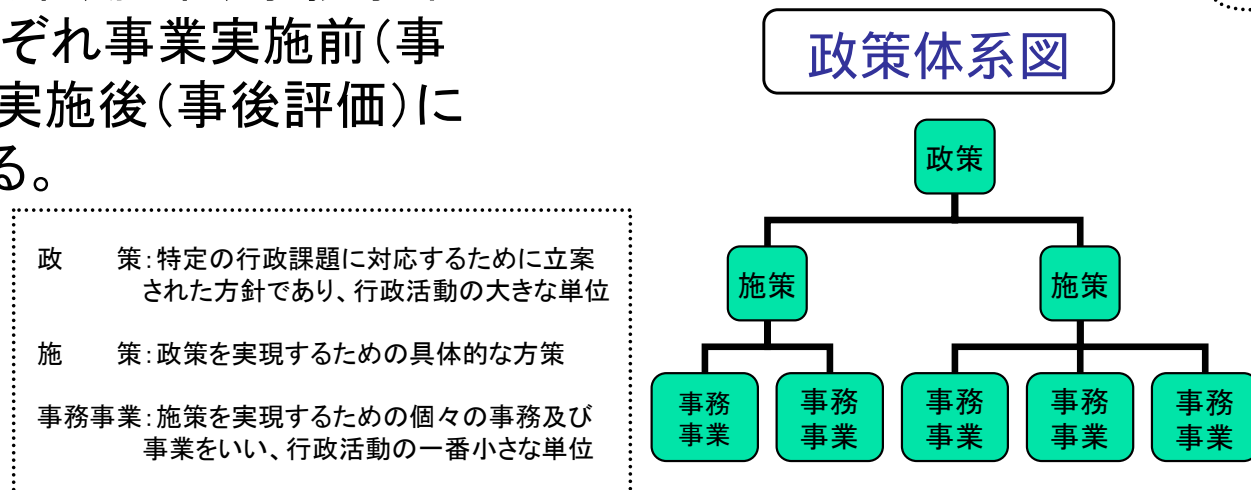 ぞれ事業実施前(事
実施後(事後評価)に
る。
政　　策:特定の行政課題に対応するために立案
された方針であり、行政活動の大きな単位
施　　策:政策を実現するための具体的な方策
事務事業:施策を実現するための個々の事務及び
事業をいい、行政活動の一番小さな単位
政策体系図
政策
施策
施策
事務
事業
事務
事業
事務
事業
事務
事業
事務
事業